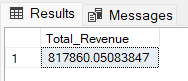 Results Messages
Total_Revenue
1 817860.05083847